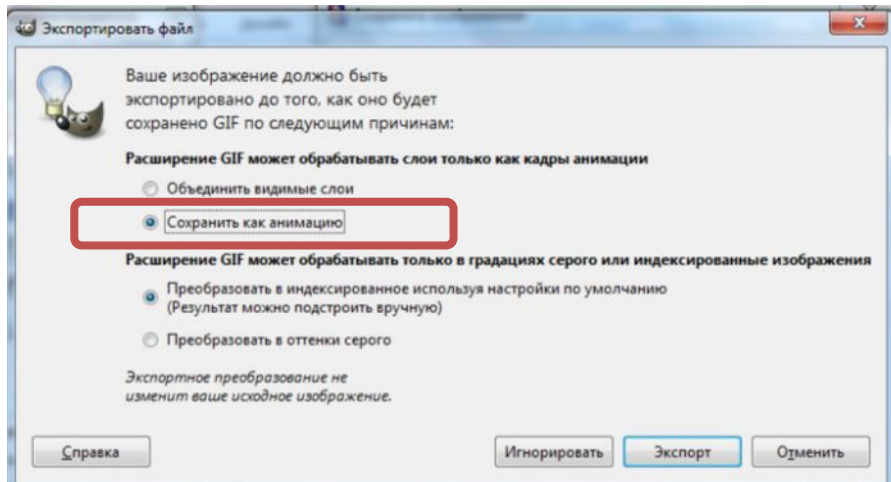 Экспортировать файл
Ваше изображение должно быть
экспортировано до того, как оно будет
сохранено GIF по следующим причинам:
Расширение GIF может обрабатывать слои только как кадры анимации
Объединить видимые слои
Сохранить как анимацию
Расширение GIF может обрабатывать только в градациях серого или индексированные изображения
Преобразовать в индексированное используя настройки по умолчанию
(Результат можно подстроить вручную)
Преобразовать в оттенки серого
Экспортное преобразование не
изменит ваше исходное изображение.
Справка
Игнорировать
Экспорт
Отменить